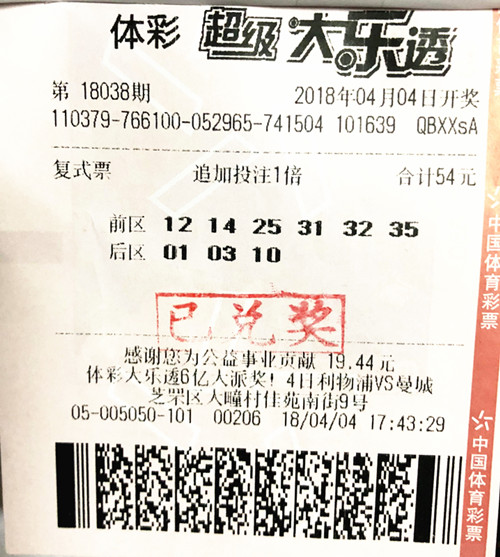 体彩 超级大乐透
第 18038期 2018年04月04日开奖
110379-766100-052965-741504 101639 QBXXsA
复式票 追加投注1倍 合计54元
前区 12 14 25 31 32 35
后区 01 03 10
已兑奖
感谢您为公益事业贡献 19.44元
体彩大乐透6亿大派奖! 4日利物浦VS曼城
芝罘区大疃村佳苑南街9号
05-005050-101 00206 18/04/04 17:43:29
中国体育彩票
中国体育彩票